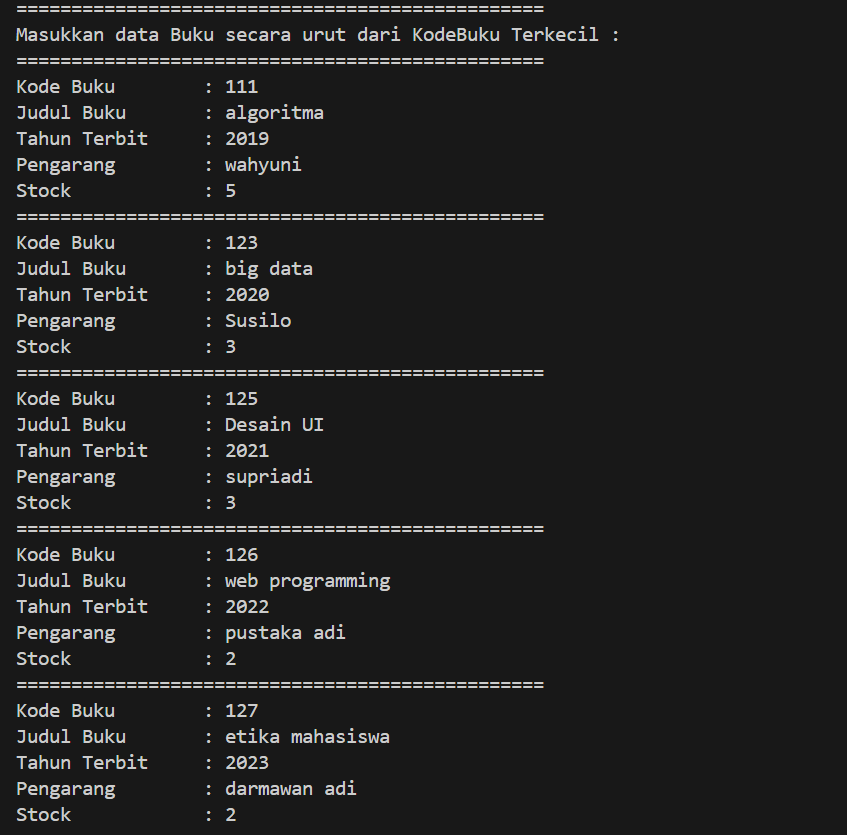 ================================================
Masukkan data Buku secara urut dari KodeBuku Terkecil :
================================================
Kode Buku        : 111
Judul Buku       : algoritma
Tahun Terbit     : 2019
Pengarang        : wahyuni
Stock            : 5
================================================
Kode Buku        : 123
Judul Buku       : big data
Tahun Terbit     : 2020
Pengarang        : Susilo
Stock            : 3
================================================
Kode Buku        : 125
Judul Buku       : Desain UI
Tahun Terbit     : 2021
Pengarang        : supriadi
Stock            : 3
================================================
Kode Buku        : 126
Judul Buku       : web programming
Tahun Terbit     : 2022
Pengarang        : pustaka adi
Stock            : 2
================================================
Kode Buku        : 127
Judul Buku       : etika mahasiswa
Tahun Terbit     : 2023
Pengarang        : darmawan adi
Stock            : 2